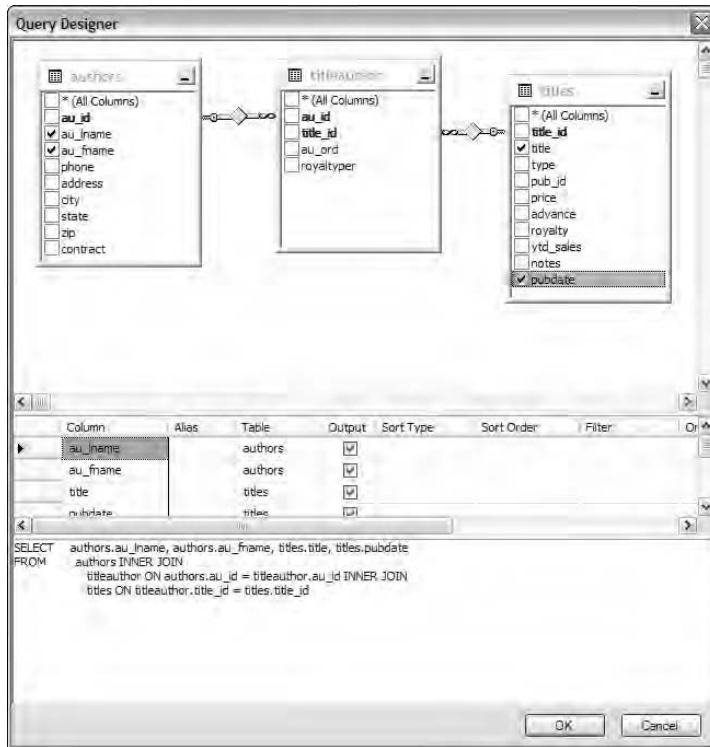 Query Designer
authors
* (All Columns)
au_id
au_lname
au_fname
phone
address
city
state
zip
contract
titleauthor
* (All Columns)
au_id
title_id
au_ord
royaltyper
titles
* (All Columns)
title_id
title
type
pub_id
price
advance
royalty
ytd_sales
notes
pubdate
Column Alias Table Output Sort Type Sort Order Filter Or
au_lname authors
au_fname authors
title titles
pubdate titles
SELECT authors.au_lname, authors.au_fname, titles.title, titles.pubdate
FROM authors INNER JOIN
titleauthor ON authors.au_id = titleauthor.au_id INNER JOIN
titles ON titleauthor.title_id = titles.title_id
OK Cancel